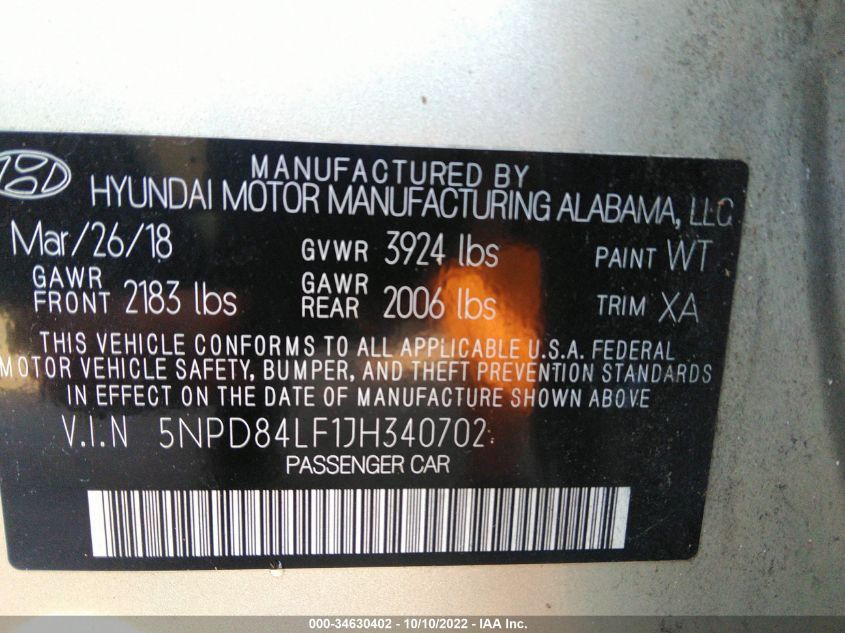 MANUFACTURED BY
HYUNDAI MOTOR MANUFACTURING ALABAMA, LLC
Mar/26/18 GVWR 3924 lbs PAINT WT
GAWR FRONT 2183 lbs GAWR REAR 2006 lbs TRIM XA
THIS VEHICLE CONFORMS TO ALL APPLICABLE U.S.A. FEDERAL
MOTOR VEHICLE SAFETY, BUMPER, AND THEFT PREVENTION STANDARDS
IN EFFECT ON THE DATE OF MANUFACTURE SHOWN ABOVE
V.I.N 5NPD84LF1JH340702
PASSENGER CAR
000-34630402 - 10/10/2022 - IAA Inc.